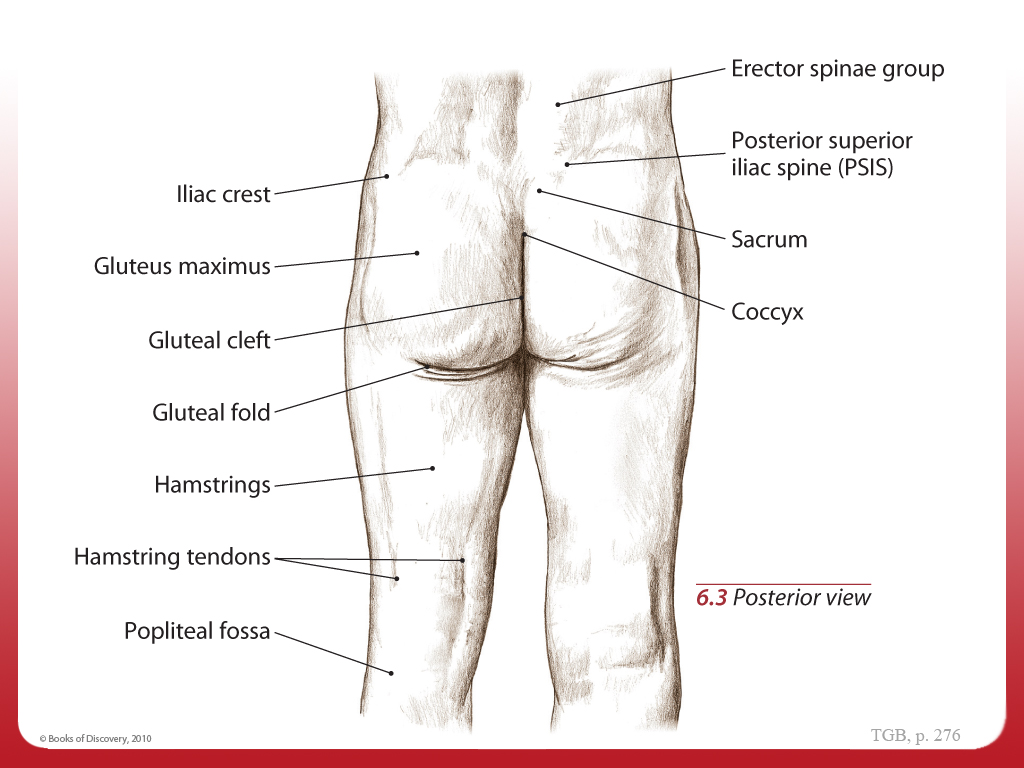 Erector spinae group
Posterior superior
iliac spine (PSIS)
Iliac crest
Sacrum
Gluteus maximus
Coccyx
Gluteal cleft
Gluteal fold
Hamstrings
Hamstring tendons
6.3 Posterior view
Popliteal fossa
© Books of Discovery, 2010
TGB, p. 276